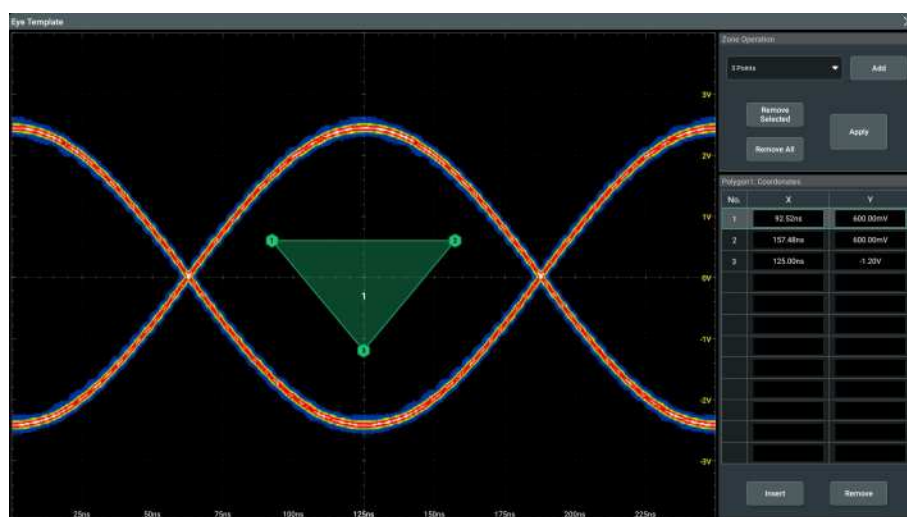 Eye Template
Zone Operation
3 Points
Add
Remove Selected
Apply
Remove All
Polygon1: Coordinates
No. X Y
1 92.52ns 600.00mV
2 157.48ns 600.00mV
3 125.00ns -1.20V
Insert Remove
3V
2V
1V
0V
-1V
-2V
-3V
1
2
3
1
25ns 50ns 75ns 100ns 125ns 150ns 175ns 200ns 225ns